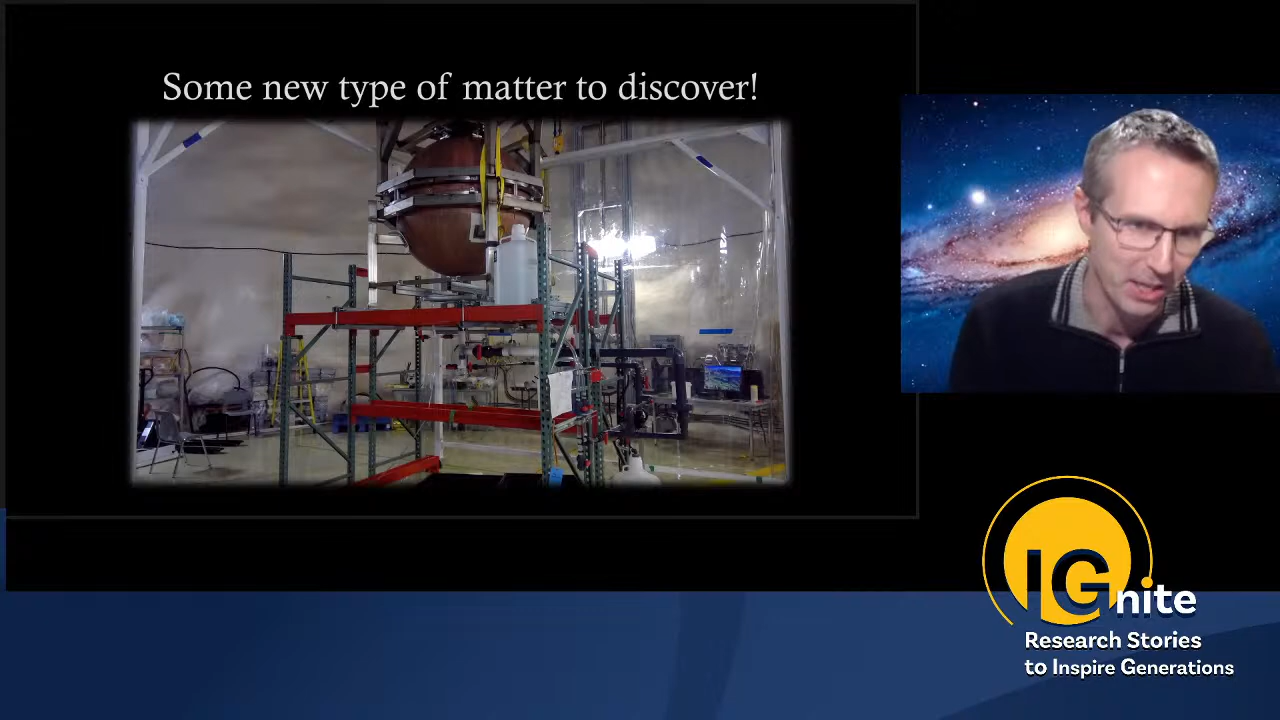 Some new type of matter to discover!
IGnite
Research Stories
to Inspire Generations